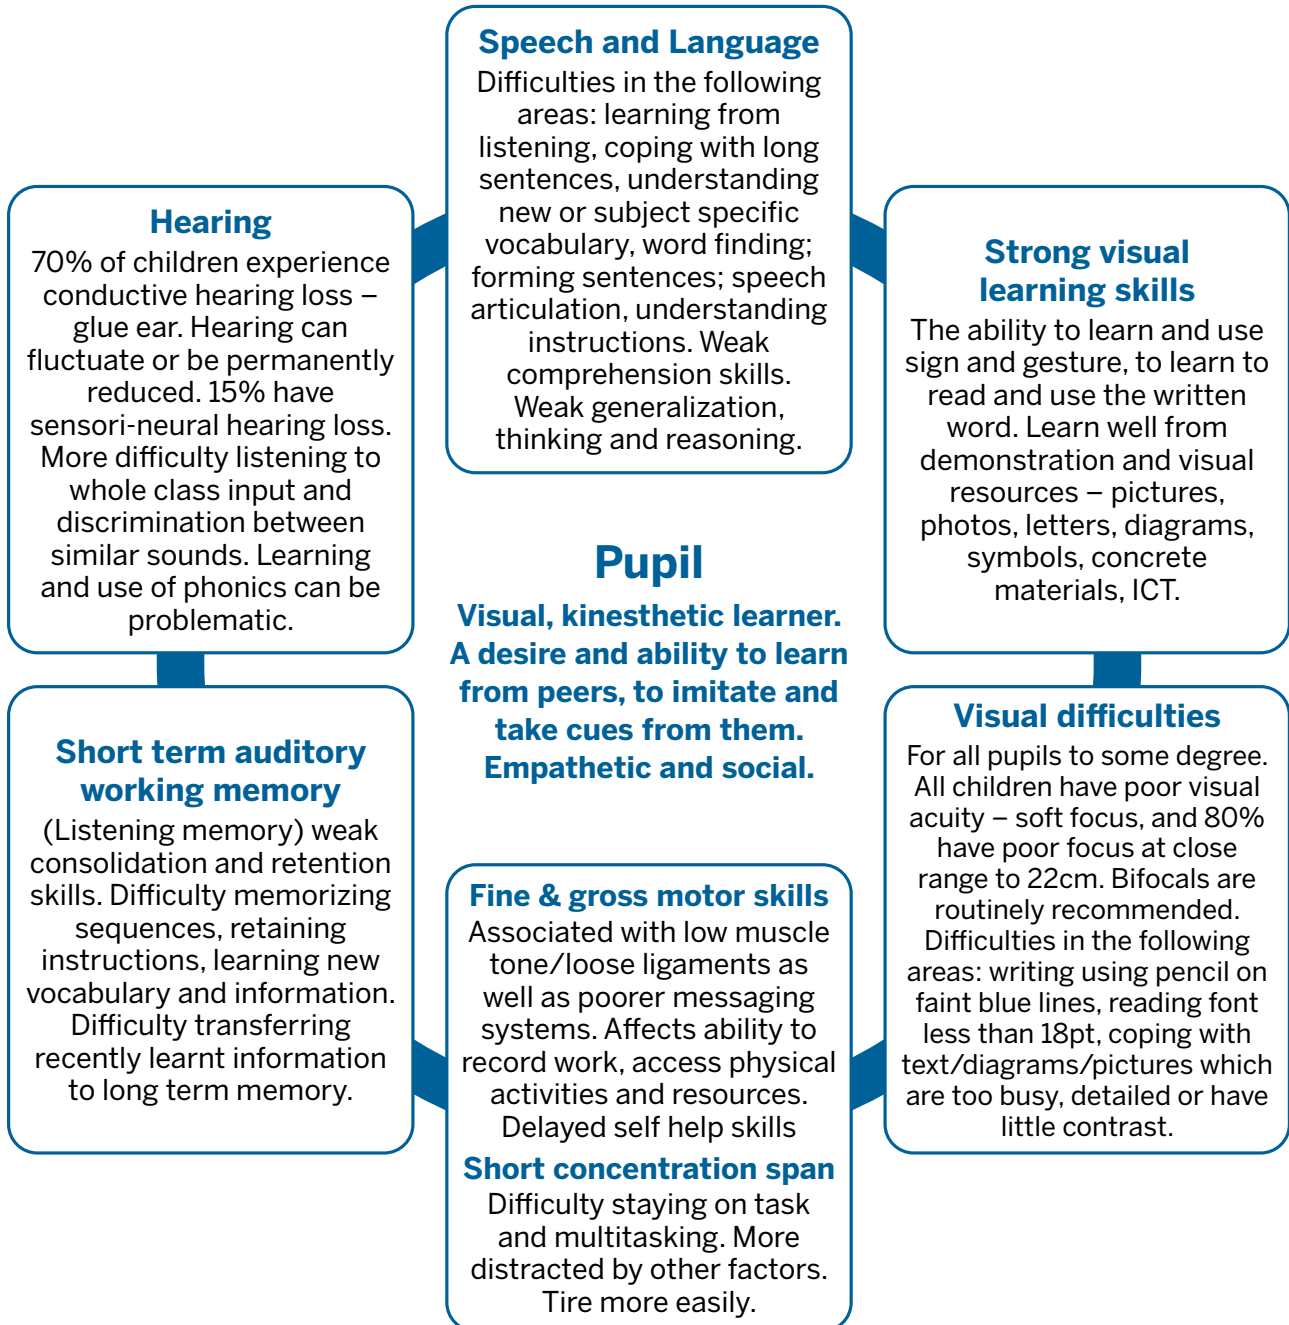 Speech and Language
Difficulties in the following
areas: learning from
listening, coping with long
sentences, understanding
new or subject specific
vocabulary, word finding;
forming sentences; speech
articulation, understanding
instructions. Weak
comprehension skills.
Weak generalization,
thinking and reasoning.
Hearing
70% of children experience
conductive hearing loss –
glue ear. Hearing can
fluctuate or be permanently
reduced. 15% have
sensori-neural hearing loss.
More difficulty listening to
whole class input and
discrimination between
similar sounds. Learning
and use of phonics can be
problematic.
Strong visual
learning skills
The ability to learn and use
sign and gesture, to learn to
read and use the written
word. Learn well from
demonstration and visual
resources – pictures,
photos, letters, diagrams,
symbols, concrete
materials, ICT.
Pupil
Visual, kinesthetic learner.
A desire and ability to learn
from peers, to imitate and
take cues from them.
Empathetic and social.
Short term auditory
working memory
(Listening memory) weak
consolidation and retention
skills. Difficulty memorizing
sequences, retaining
instructions, learning new
vocabulary and information.
Difficulty transferring
recently learnt information
to long term memory.
Visual difficulties
For all pupils to some degree.
All children have poor visual
acuity – soft focus, and 80%
have poor focus at close
range to 22cm. Bifocals are
routinely recommended.
Difficulties in the following
areas: writing using pencil on
faint blue lines, reading font
less than 18pt, coping with
text/diagrams/pictures which
are too busy, detailed or have
little contrast.
Fine & gross motor skills
Associated with low muscle
tone/loose ligaments as
well as poorer messaging
systems. Affects ability to
record work, access physical
activities and resources.
Delayed self help skills
Short concentration span
Difficulty staying on task
and multitasking. More
distracted by other factors.
Tire more easily.